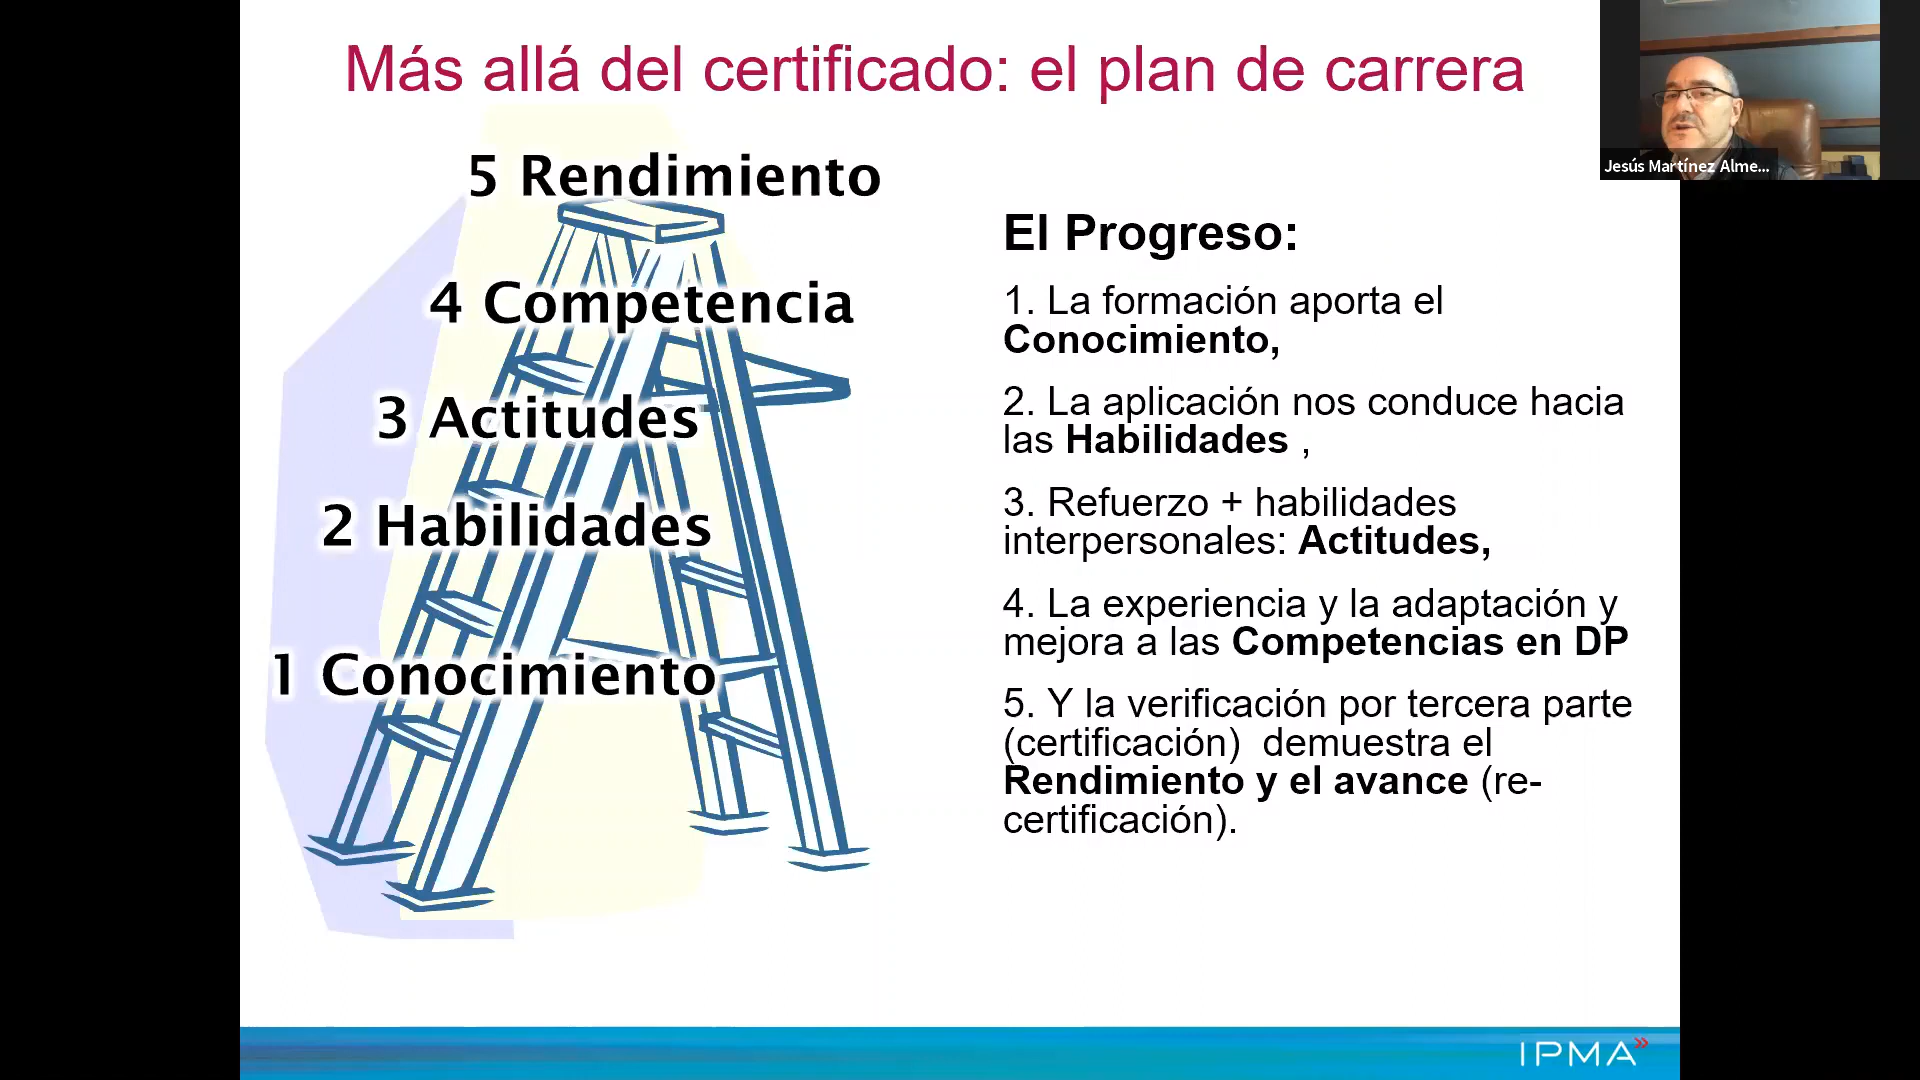 Más allá del certificado: el plan de carrera
Jesús Martínez Alme...
5 Rendimiento
4 Competencia
3 Actitudes
2 Habilidades
1 Conocimiento
El Progreso:
1. La formación aporta el
Conocimiento,
2. La aplicación nos conduce hacia
las Habilidades ,
3. Refuerzo + habilidades
interpersonales: Actitudes,
4. La experiencia y la adaptación y
mejora a las Competencias en DP
5. Y la verificación por tercera parte
(certificación) demuestra el
Rendimiento y el avance (re-
certificación).
IPMA